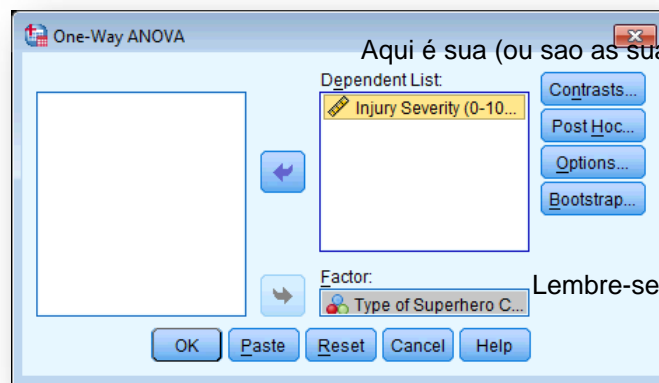 One-Way ANOVA
Aqui é sua (ou sao as sua
Dependent List:
Injury Severity (0-10...
Contrasts...
Post Hoc...
Options...
Bootstrap...
Factor:
Lembre-se
Type of Superhero C...
OK Paste Reset Cancel Help